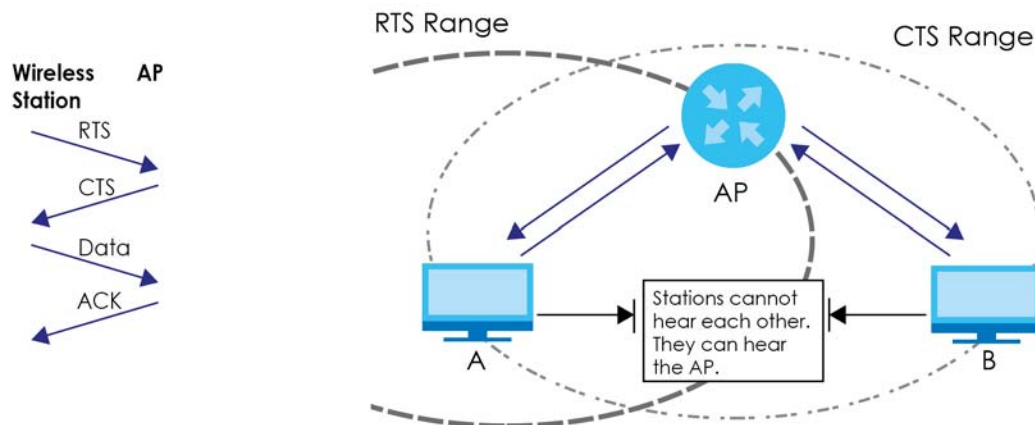 RTS Range
CTS Range
Wireless AP
Station
RTS
CTS
Data
ACK
AP
Stations cannot
hear each other.
They can hear
the AP.
A
B